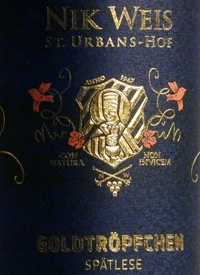 NIK WEIS
ST. URBANS-HOF
ANNO 1947
CON NON
NATURA INVICEM
N W
GOLDTRÖPFCHEN
SPÄTLESE